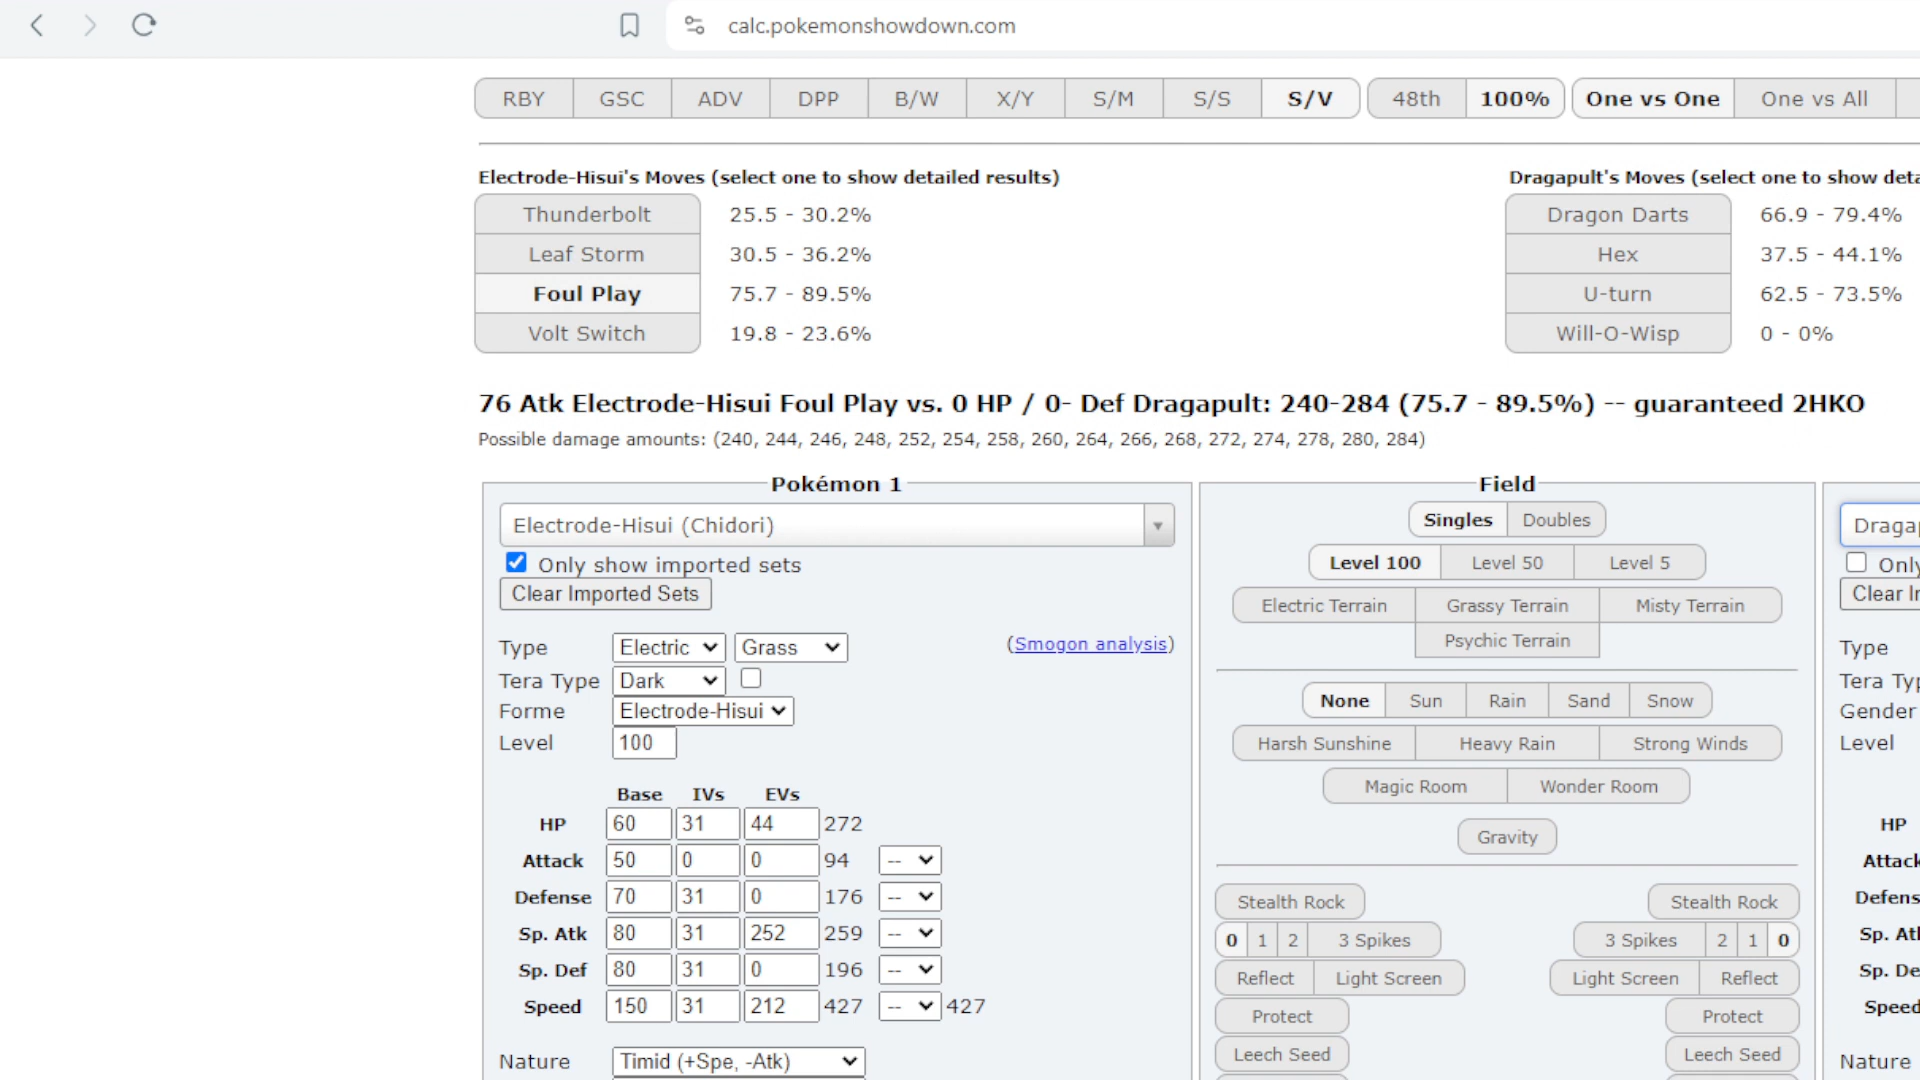 calc.pokemonshowdown.com
RBY GSC ADV DPP B/W X/Y S/M S/S S/V 48th 100% One vs One One vs All
Electrode-Hisui's Moves (select one to show detailed results)
Dragapult's Moves (select one to show deta
Thunderbolt 25.5 - 30.2%
Dragon Darts 66.9 - 79.4%
Leaf Storm 30.5 - 36.2%
Hex 37.5 - 44.1%
Foul Play 75.7 - 89.5%
U-turn 62.5 - 73.5%
Volt Switch 19.8 - 23.6%
Will-O-Wisp 0 - 0%
76 Atk Electrode-Hisui Foul Play vs. 0 HP / 0- Def Dragapult: 240-284 (75.7 - 89.5%) -- guaranteed 2HKO
Possible damage amounts: (240, 244, 246, 248, 252, 254, 258, 260, 264, 266, 268, 272, 274, 278, 280, 284)
Pokémon 1
Electrode-Hisui (Chidori)
Only show imported sets
Clear Imported Sets
Type Electric Grass (Smogon analysis)
Tera Type Dark
Forme Electrode-Hisui
Level 100
Base IVs EVs
HP 60 31 44 272
Attack 50 0 0 94 --
Defense 70 31 0 176 --
Sp. Atk 80 31 252 259 --
Sp. Def 80 31 0 196 --
Speed 150 31 212 427 -- 427
Nature Timid (+Spe, -Atk)
Field
Singles Doubles
Level 100 Level 50 Level 5
Electric Terrain Grassy Terrain Misty Terrain
Psychic Terrain
None Sun Rain Sand Snow
Harsh Sunshine Heavy Rain Strong Winds
Magic Room Wonder Room
Gravity
Stealth Rock Stealth Rock
0 1 2 3 Spikes 3 Spikes 2 1 0
Reflect Light Screen Light Screen Reflect
Protect Protect
Leech Seed Leech Seed
Dragap
Only
Clear I
Type
Tera Typ
Gender
Level
HP
Attack
Defens
Sp. At
Sp. De
Speed
Nature